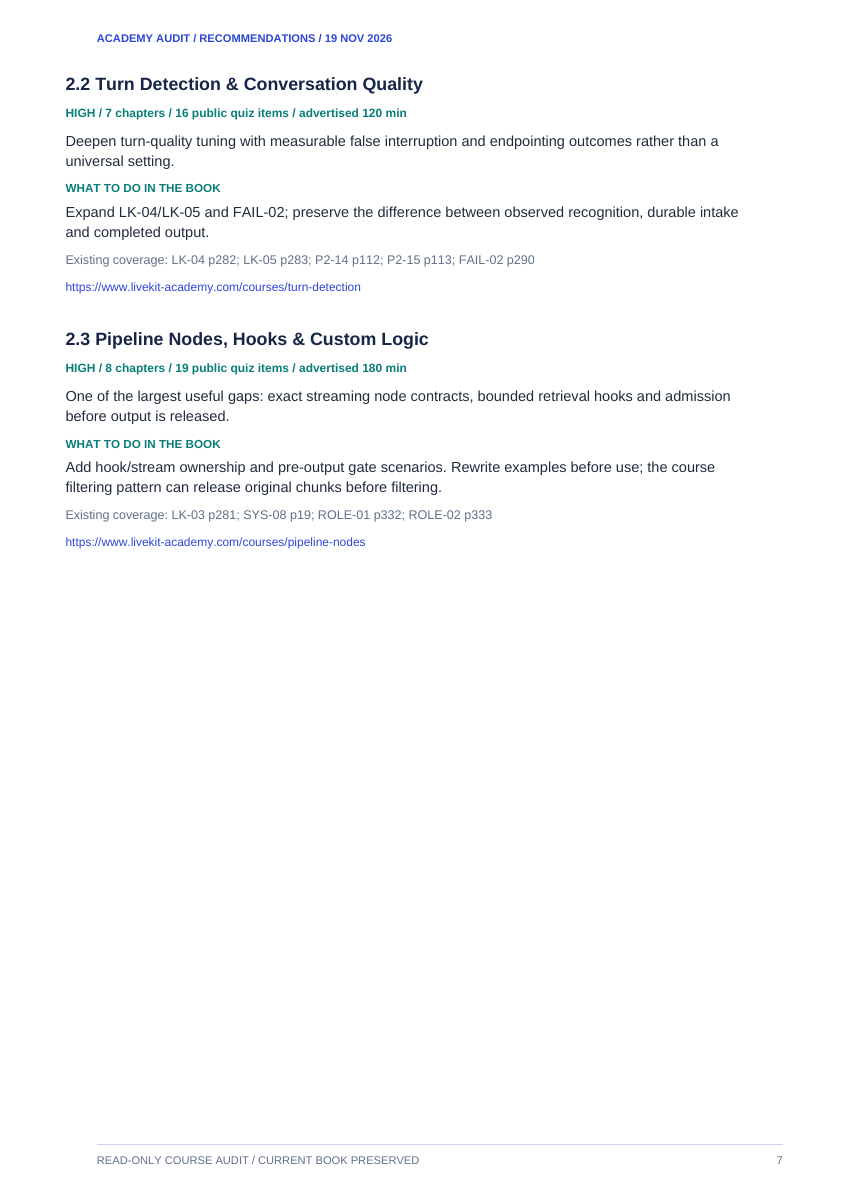 ACADEMY AUDIT / RECOMMENDATIONS / 19 NOV 2026
2.2 Turn Detection & Conversation Quality
HIGH / 7 chapters / 16 public quiz items / advertised 120 min
Deepen turn-quality tuning with measurable false interruption and endpointing outcomes rather than a
universal setting.
WHAT TO DO IN THE BOOK
Expand LK-04/LK-05 and FAIL-02; preserve the difference between observed recognition, durable intake
and completed output.
Existing coverage: LK-04 p282; LK-05 p283; P2-14 p112; P2-15 p113; FAIL-02 p290
https://www.livekit-academy.com/courses/turn-detection
2.3 Pipeline Nodes, Hooks & Custom Logic
HIGH / 8 chapters / 19 public quiz items / advertised 180 min
One of the largest useful gaps: exact streaming node contracts, bounded retrieval hooks and admission
before output is released.
WHAT TO DO IN THE BOOK
Add hook/stream ownership and pre-output gate scenarios. Rewrite examples before use; the course
filtering pattern can release original chunks before filtering.
Existing coverage: LK-03 p281; SYS-08 p19; ROLE-01 p332; ROLE-02 p333
https://www.livekit-academy.com/courses/pipeline-nodes
READ-ONLY COURSE AUDIT / CURRENT BOOK PRESERVED
7